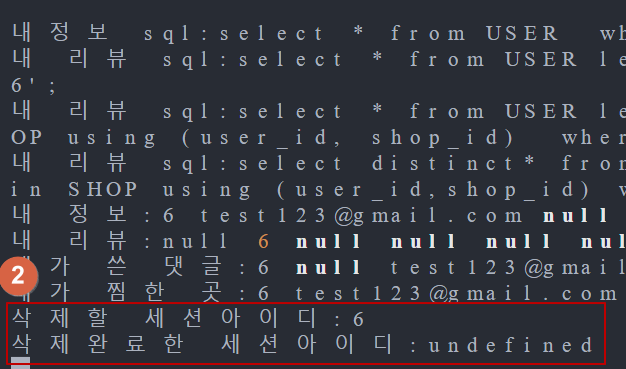 내 정보 sql:select * from USER wh
내 리뷰 sql:select * from USER le
6';
내 리뷰 sql:select * from USER le
OP using (user_id, shop_id) wher
내 리뷰 sql:select distinct* from
in SHOP using (user_id,shop_id) w
내 정보:6 test123@gmail.com null
내 리뷰:null 6 null null null nul
가 쓴 댓글:6 null test123@gmai
2
내가 찜한 곳:6 test123@gmail.com
삭제할 세션아이디:6
삭제완료한 세션아이디:undefined